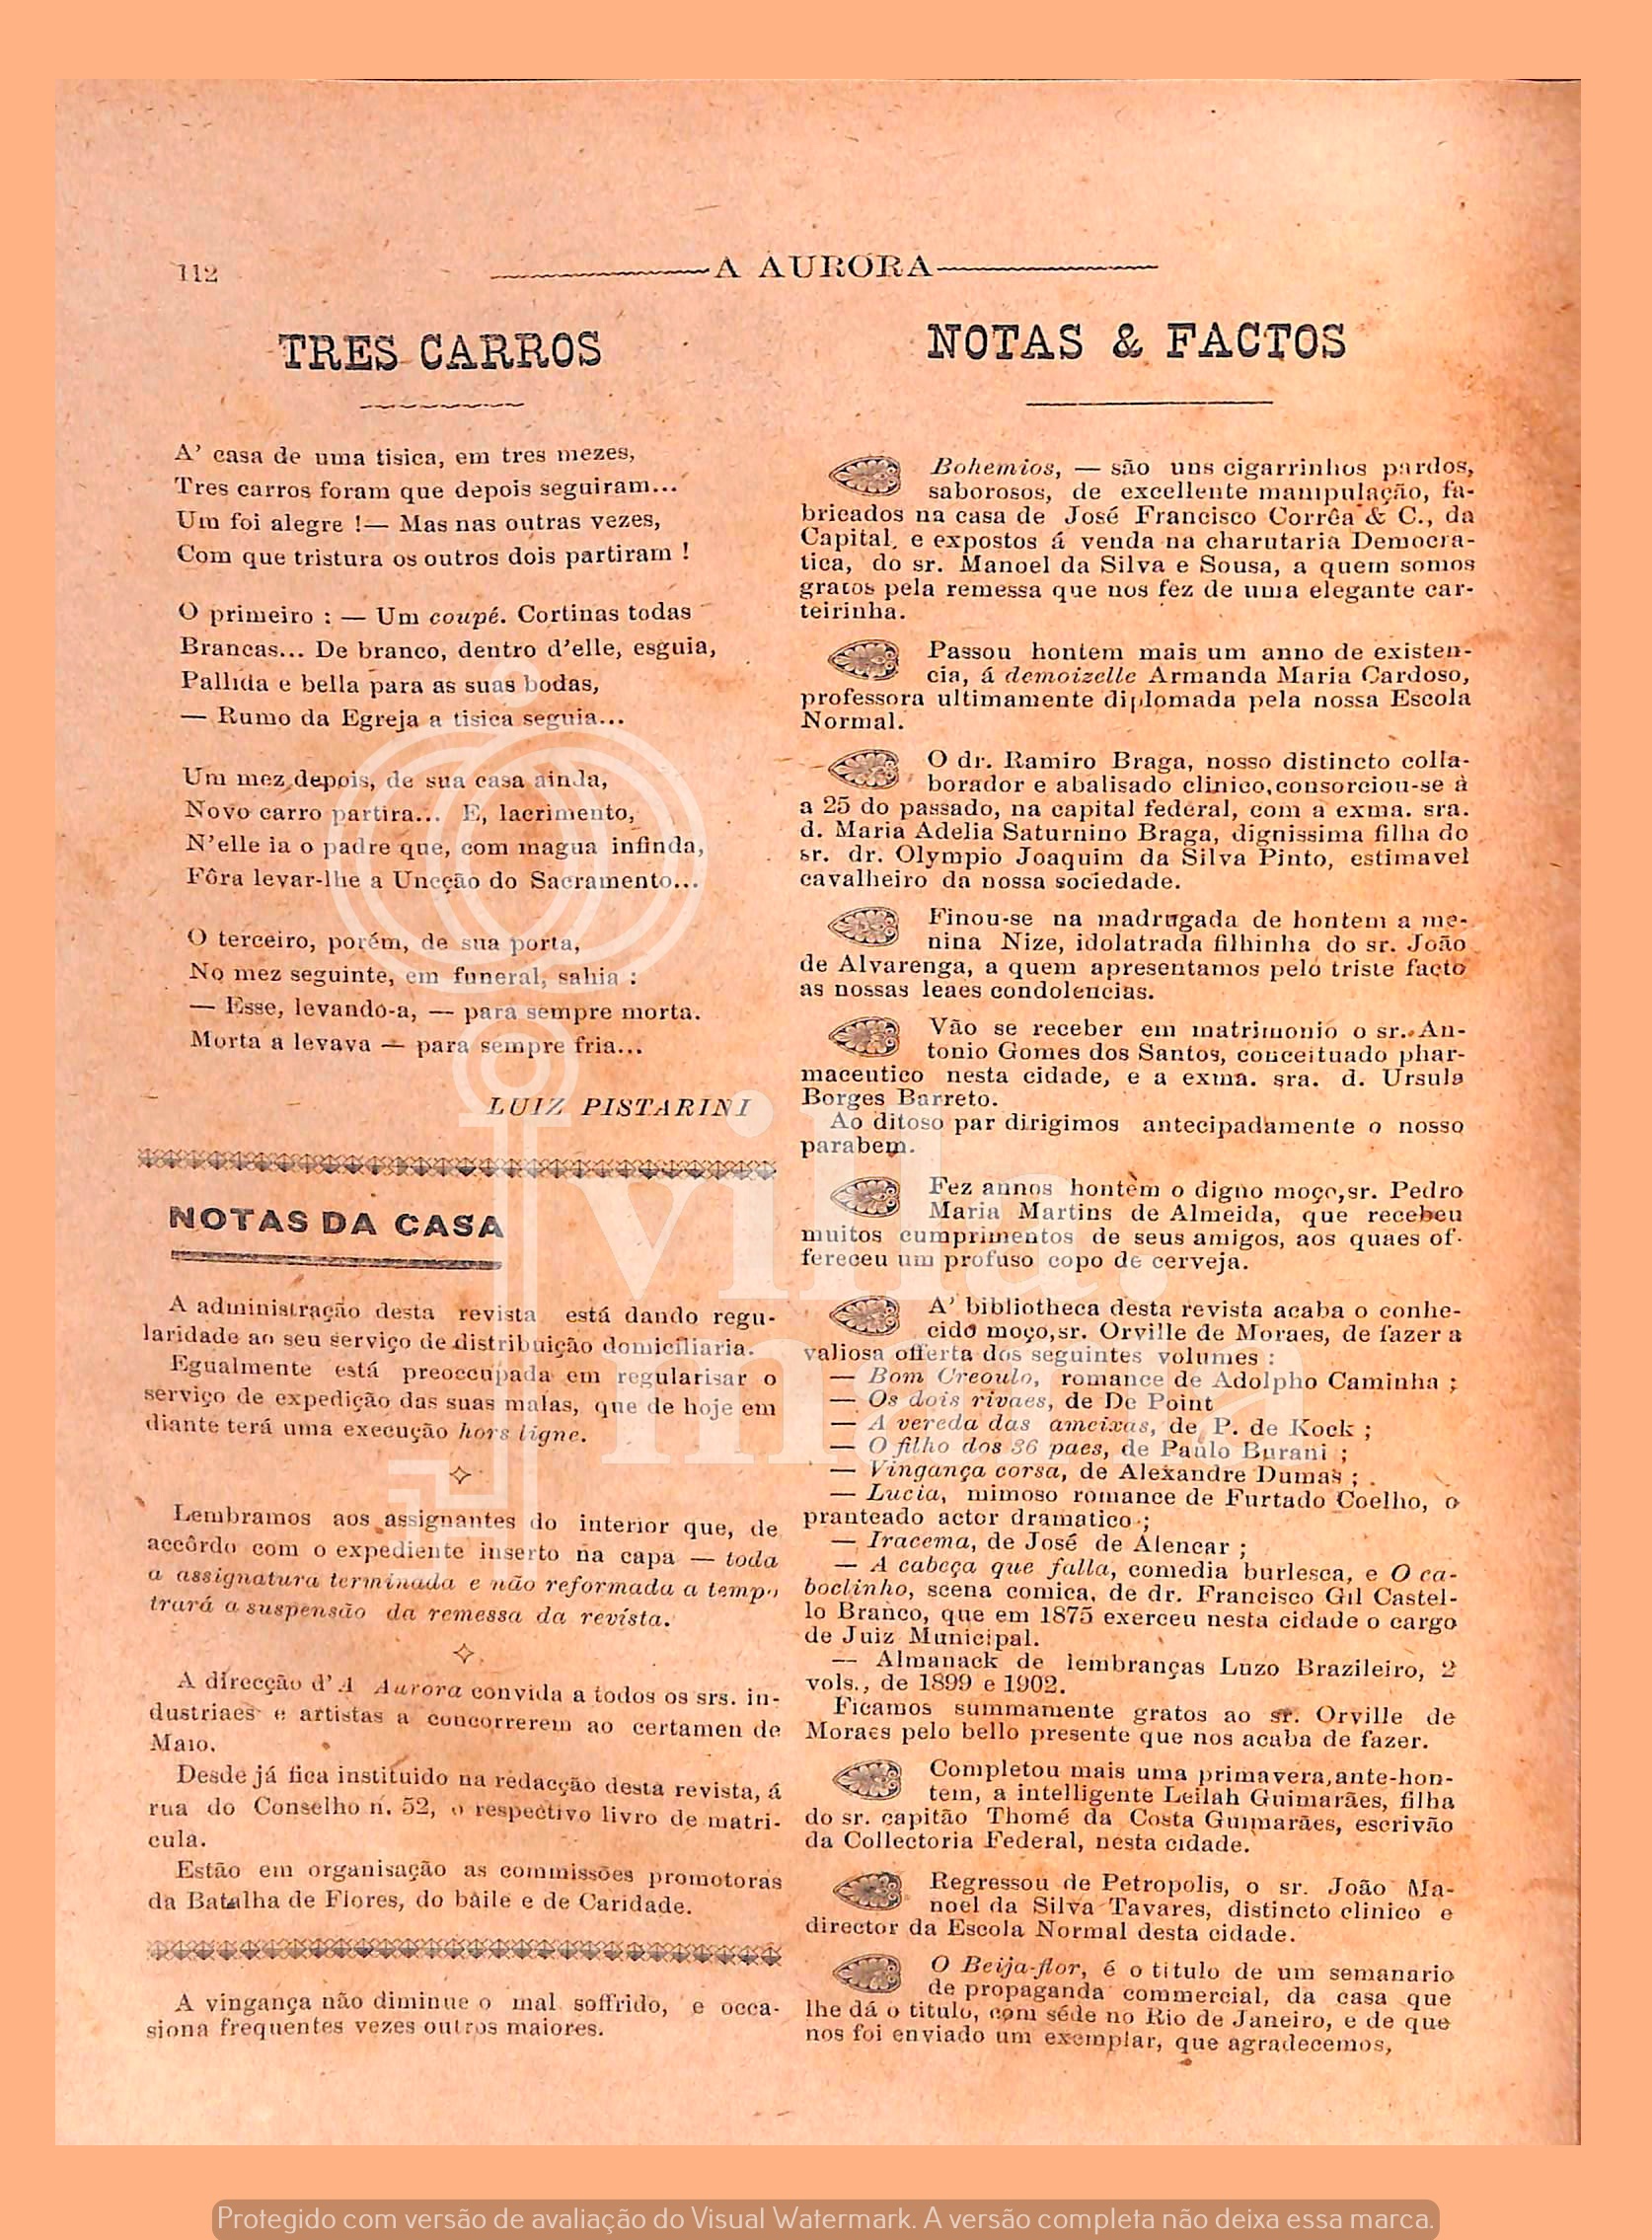 112
A AURORA
TRES CARROS
A' casa de uma tisica, em tres mezes,
Tres carros foram que depois seguiram...
Um foi alegre !— Mas nas outras vezes,
Com que tristura os outros dois partiram !
O primeiro : — Um coupé. Cortinas todas
Brancas... De branco, dentro d'elle, esguia,
Pallida e bella para as suas bodas,
— Rumo da Egreja a tisica seguia...
Um mez depois, de sua casa ainda,
Novo carro partira... E, lacrimento,
N'elle ia o padre que, com magua infinda,
Fôra levar-lhe a Uncção do Sacramento...
O terceiro, porém, de sua porta,
No mez seguinte, em funeral, sahia :
— Esse, levando-a, — para sempre morta.
Morta a levava — para sempre fria...
LUIZ PISTARINI
NOTAS DA CASA
A administração desta revista está dando regu-
laridade ao seu serviço de distribuição domiciliaria.
Egualmente está preoccupada em regularisar o
serviço de expedição das suas malas, que de hoje em
diante terá uma execução hors ligne.
Lembramos aos assignantes do interior que, de
accôrdo com o expediente inserto na capa — toda
a assignatura terminada e não reformada a tempo
trará a suspensão da remessa da revista.
A direcção d'A Aurora convida a todos os srs. in-
dustriaes e artistas a concorrerem ao certamen de
Maio.
Desde já fica instituido na redacção desta revista, á
rua do Conselho n. 52, o respectivo livro de matri-
cula.
Estão em organisação as commissões promotoras
da Batalha de Flores, do baile e de Caridade.
A vingança não diminue o mal soffrido, e occa-
siona frequentes vezes outros maiores.
NOTAS & FACTOS
Bohemios, — são uns cigarrinhos pardos,
saborosos, de excellente manipulação, fa-
bricados na casa de José Francisco Corrêa & C., da
Capital, e expostos á venda na charutaria Democra-
tica, do sr. Manoel da Silva e Sousa, a quem somos
gratos pela remessa que nos fez de uma elegante car-
teirinha.
Passou hontem mais um anno de existen-
cia, á demoizelle Armanda Maria Cardoso,
professora ultimamente diplomada pela nossa Escola
Normal.
O dr. Ramiro Braga, nosso distincto colla-
borador e abalisado clinico,consorciou-se à
a 25 do passado, na capital federal, com a exma. sra.
d. Maria Adelia Saturnino Braga, dignissima filha do
sr. dr. Olympio Joaquim da Silva Pinto, estimavel
cavalheiro da nossa sociedade.
Finou-se na madrugada de hontem a me-
nina Nize, idolatrada filhinha do sr. João
de Alvarenga, a quem apresentamos pelo triste facto
as nossas leaes condolencias.
Vão se receber em matrimonio o sr. An-
tonio Gomes dos Santos, conceituado phar-
maceutico nesta cidade, e a exma. sra. d. Ursula
Borges Barreto.
Ao ditoso par dirigimos antecipadamente o nosso
parabem.
Fez annos hontem o digno moço,sr. Pedro
Maria Martins de Almeida, que recebeu
muitos cumprimentos de seus amigos, aos quaes of-
fereceu um profuso copo de cerveja.
A' bibliotheca desta revista acaba o conhe-
cido moço,sr. Orville de Moraes, de fazer a
valiosa offerta dos seguintes volumes :
— Bom Creoulo, romance de Adolpho Caminha ;
— Os dois rivaes, de De Point
— A vereda das ameixas, de P. de Kock ;
— O filho dos 36 paes, de Paulo Burani ;
— Vingança corsa, de Alexandre Dumas ;
— Lucia, mimoso romance de Furtado Coelho, o
pranteado actor dramatico ;
— Iracema, de José de Alencar ;
— A cabeça que falla, comedia burlesca, e O ca-
boclinho, scena comica, de dr. Francisco Gil Castel-
lo Branco, que em 1875 exerceu nesta cidade o cargo
de Juiz Municipal.
— Almanack de lembranças Luzo Brazileiro, 2
vols., de 1899 e 1902.
Ficamos summamente gratos ao sr. Orville de
Moraes pelo bello presente que nos acaba de fazer.
Completou mais uma primavera,ante-hon-
tem, a intelligente Leilah Guimarães, filha
do sr. capitão Thomé da Costa Guimarães, escrivão
da Collectoria Federal, nesta cidade.
Regressou de Petropolis, o sr. João Ma-
noel da Silva Tavares, distincto clinico e
director da Escola Normal desta cidade.
O Beija-flor, é o titulo de um semanario
de propaganda commercial, da casa que
lhe dá o titulo, com séde no Rio de Janeiro, e de que
nos foi enviado um exemplar, que agradecemos,
Protegido com versão de avaliação do Visual Watermark. A versão completa não deixa essa marca.